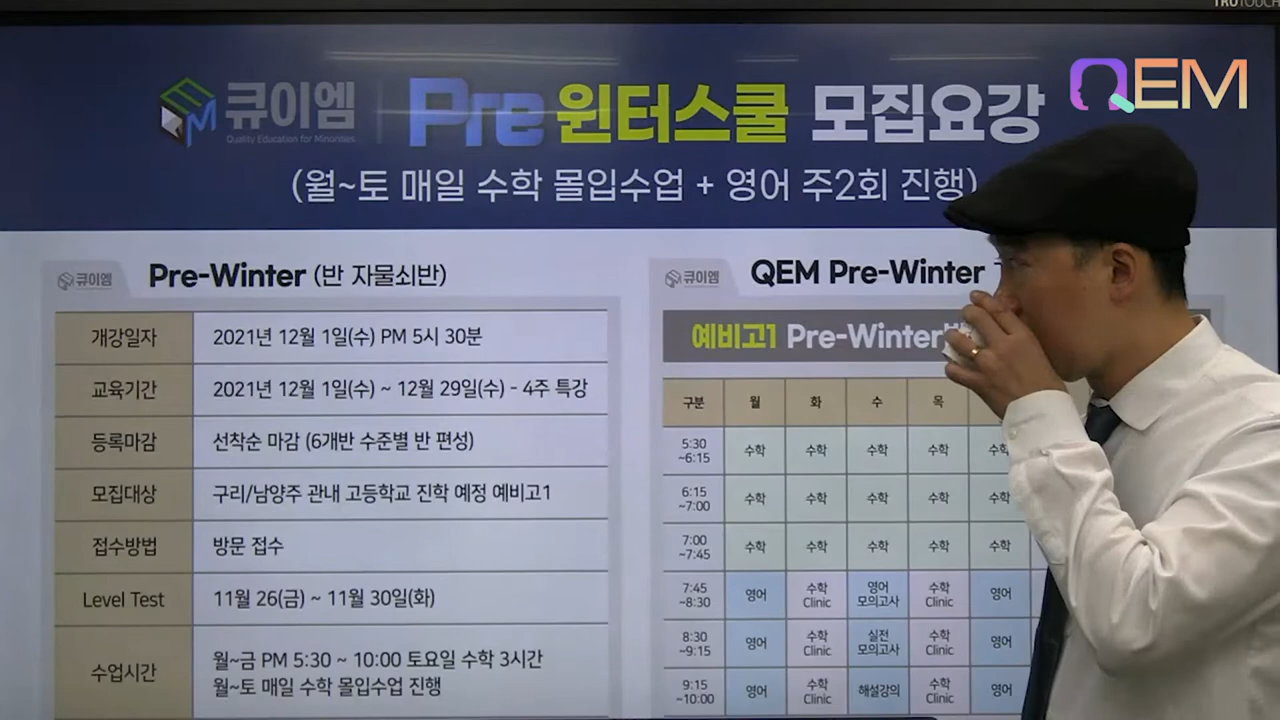 TRUTOUCH
큐이엠
Quality Education for Minorities
Pre 윈터스쿨 모집요강
QEM
(월~토 매일 수학 몰입수업 + 영어 주2회 진행)
큐이엠
Pre-Winter (반 자물쇠반)
개강일자 2021년 12월 1일(수) PM 5시 30분
교육기간 2021년 12월 1일(수) ~ 12월 29일(수) - 4주 특강
등록마감 선착순 마감 (6개반 수준별 반 편성)
모집대상 구리/남양주 관내 고등학교 진학 예정 예비고1
접수방법 방문 접수
Level Test 11월 26(금) ~ 11월 30일(화)
수업시간 월~금 PM 5:30 ~ 10:00 토요일 수학 3시간
월~토 매일 수학 몰입수업 진행
큐이엠
QEM Pre-Winter
예비고1 Pre-Winter반
구분 월 화 수 목
5:30 ~6:15 수학 수학 수학 수학 수학
6:15 ~7:00 수학 수학 수학 수학 수학
7:00 ~7:45 수학 수학 수학 수학 수학
7:45 ~8:30 영어 수학 Clinic 영어 모의고사 수학 Clinic 영어
8:30 ~9:15 영어 수학 Clinic 실전 모의고사 수학 Clinic 영어
9:15 ~10:00 영어 수학 Clinic 해설강의 수학 Clinic 영어